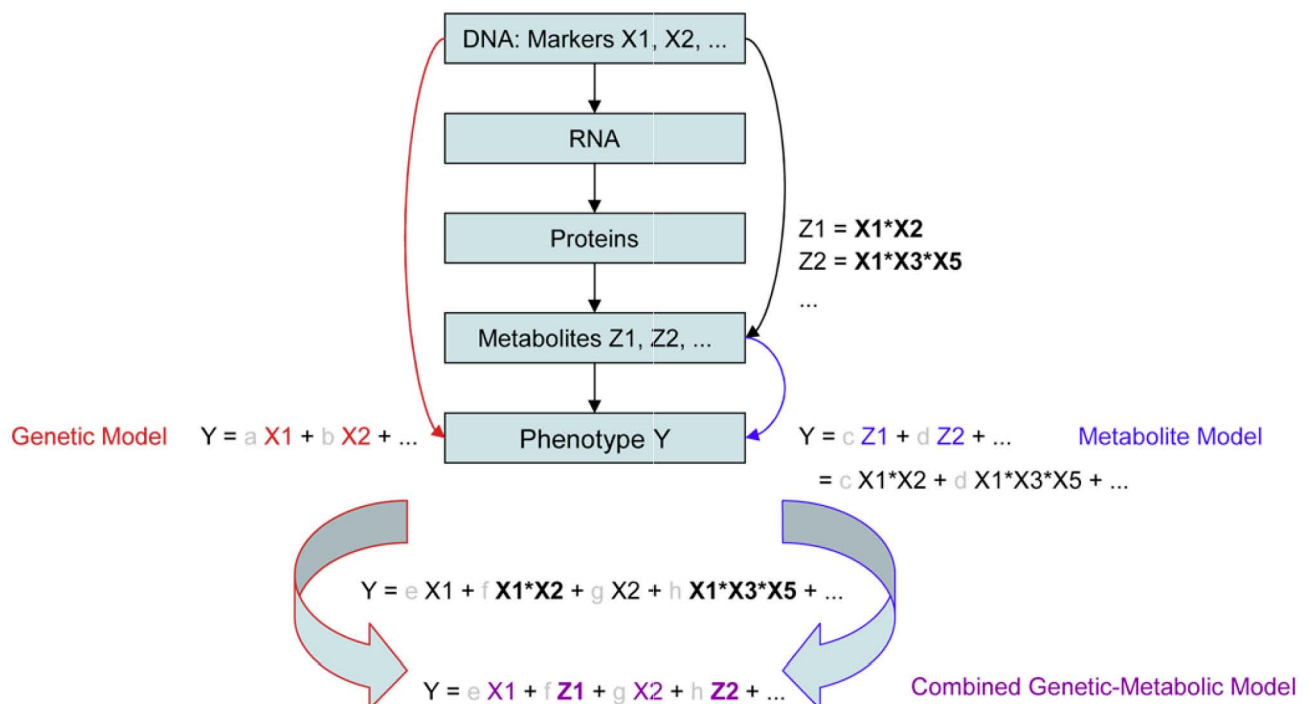 DNA: Markers X1, X2, ...
RNA
Proteins
Z1 = X1*X2
Z2 = X1*X3*X5
...
Metabolites Z1, Z2, ...
Genetic Model
Y = a X1 + b X2 + ...
Phenotype Y
Y = c Z1 + d Z2 + ...
Metabolite Model
= c X1*X2 + d X1*X3*X5 + ...
Y = e X1 + f X1*X2 + g X2 + h X1*X3*X5 + ...
Y = e X1 + f Z1 + g X2 + h Z2 + ...
Combined Genetic-Metabolic Model